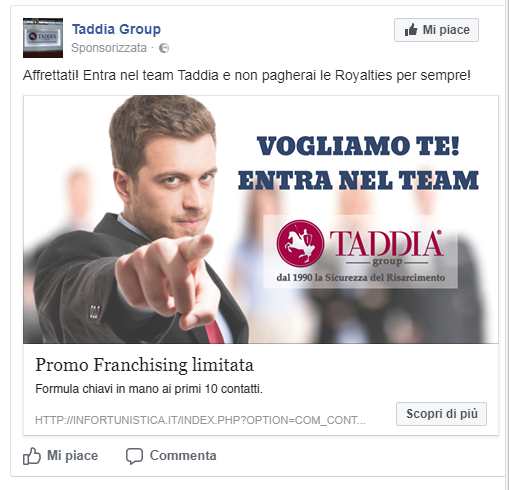 Taddia Group
Sponsorizzata ·
Mi piace
Affrettati! Entra nel team Taddia e non pagherai le Royalties per sempre!
VOGLIAMO TE!
ENTRA NEL TEAM
TADDIA®
group
dal 1990 la Sicurezza del Risarcimento
Promo Franchising limitata
Formula chiavi in mano ai primi 10 contatti.
HTTP://INFORTUNISTICA.IT/INDEX.PHP?OPTION=COM_CONT...
Scopri di più
Mi piace Commenta